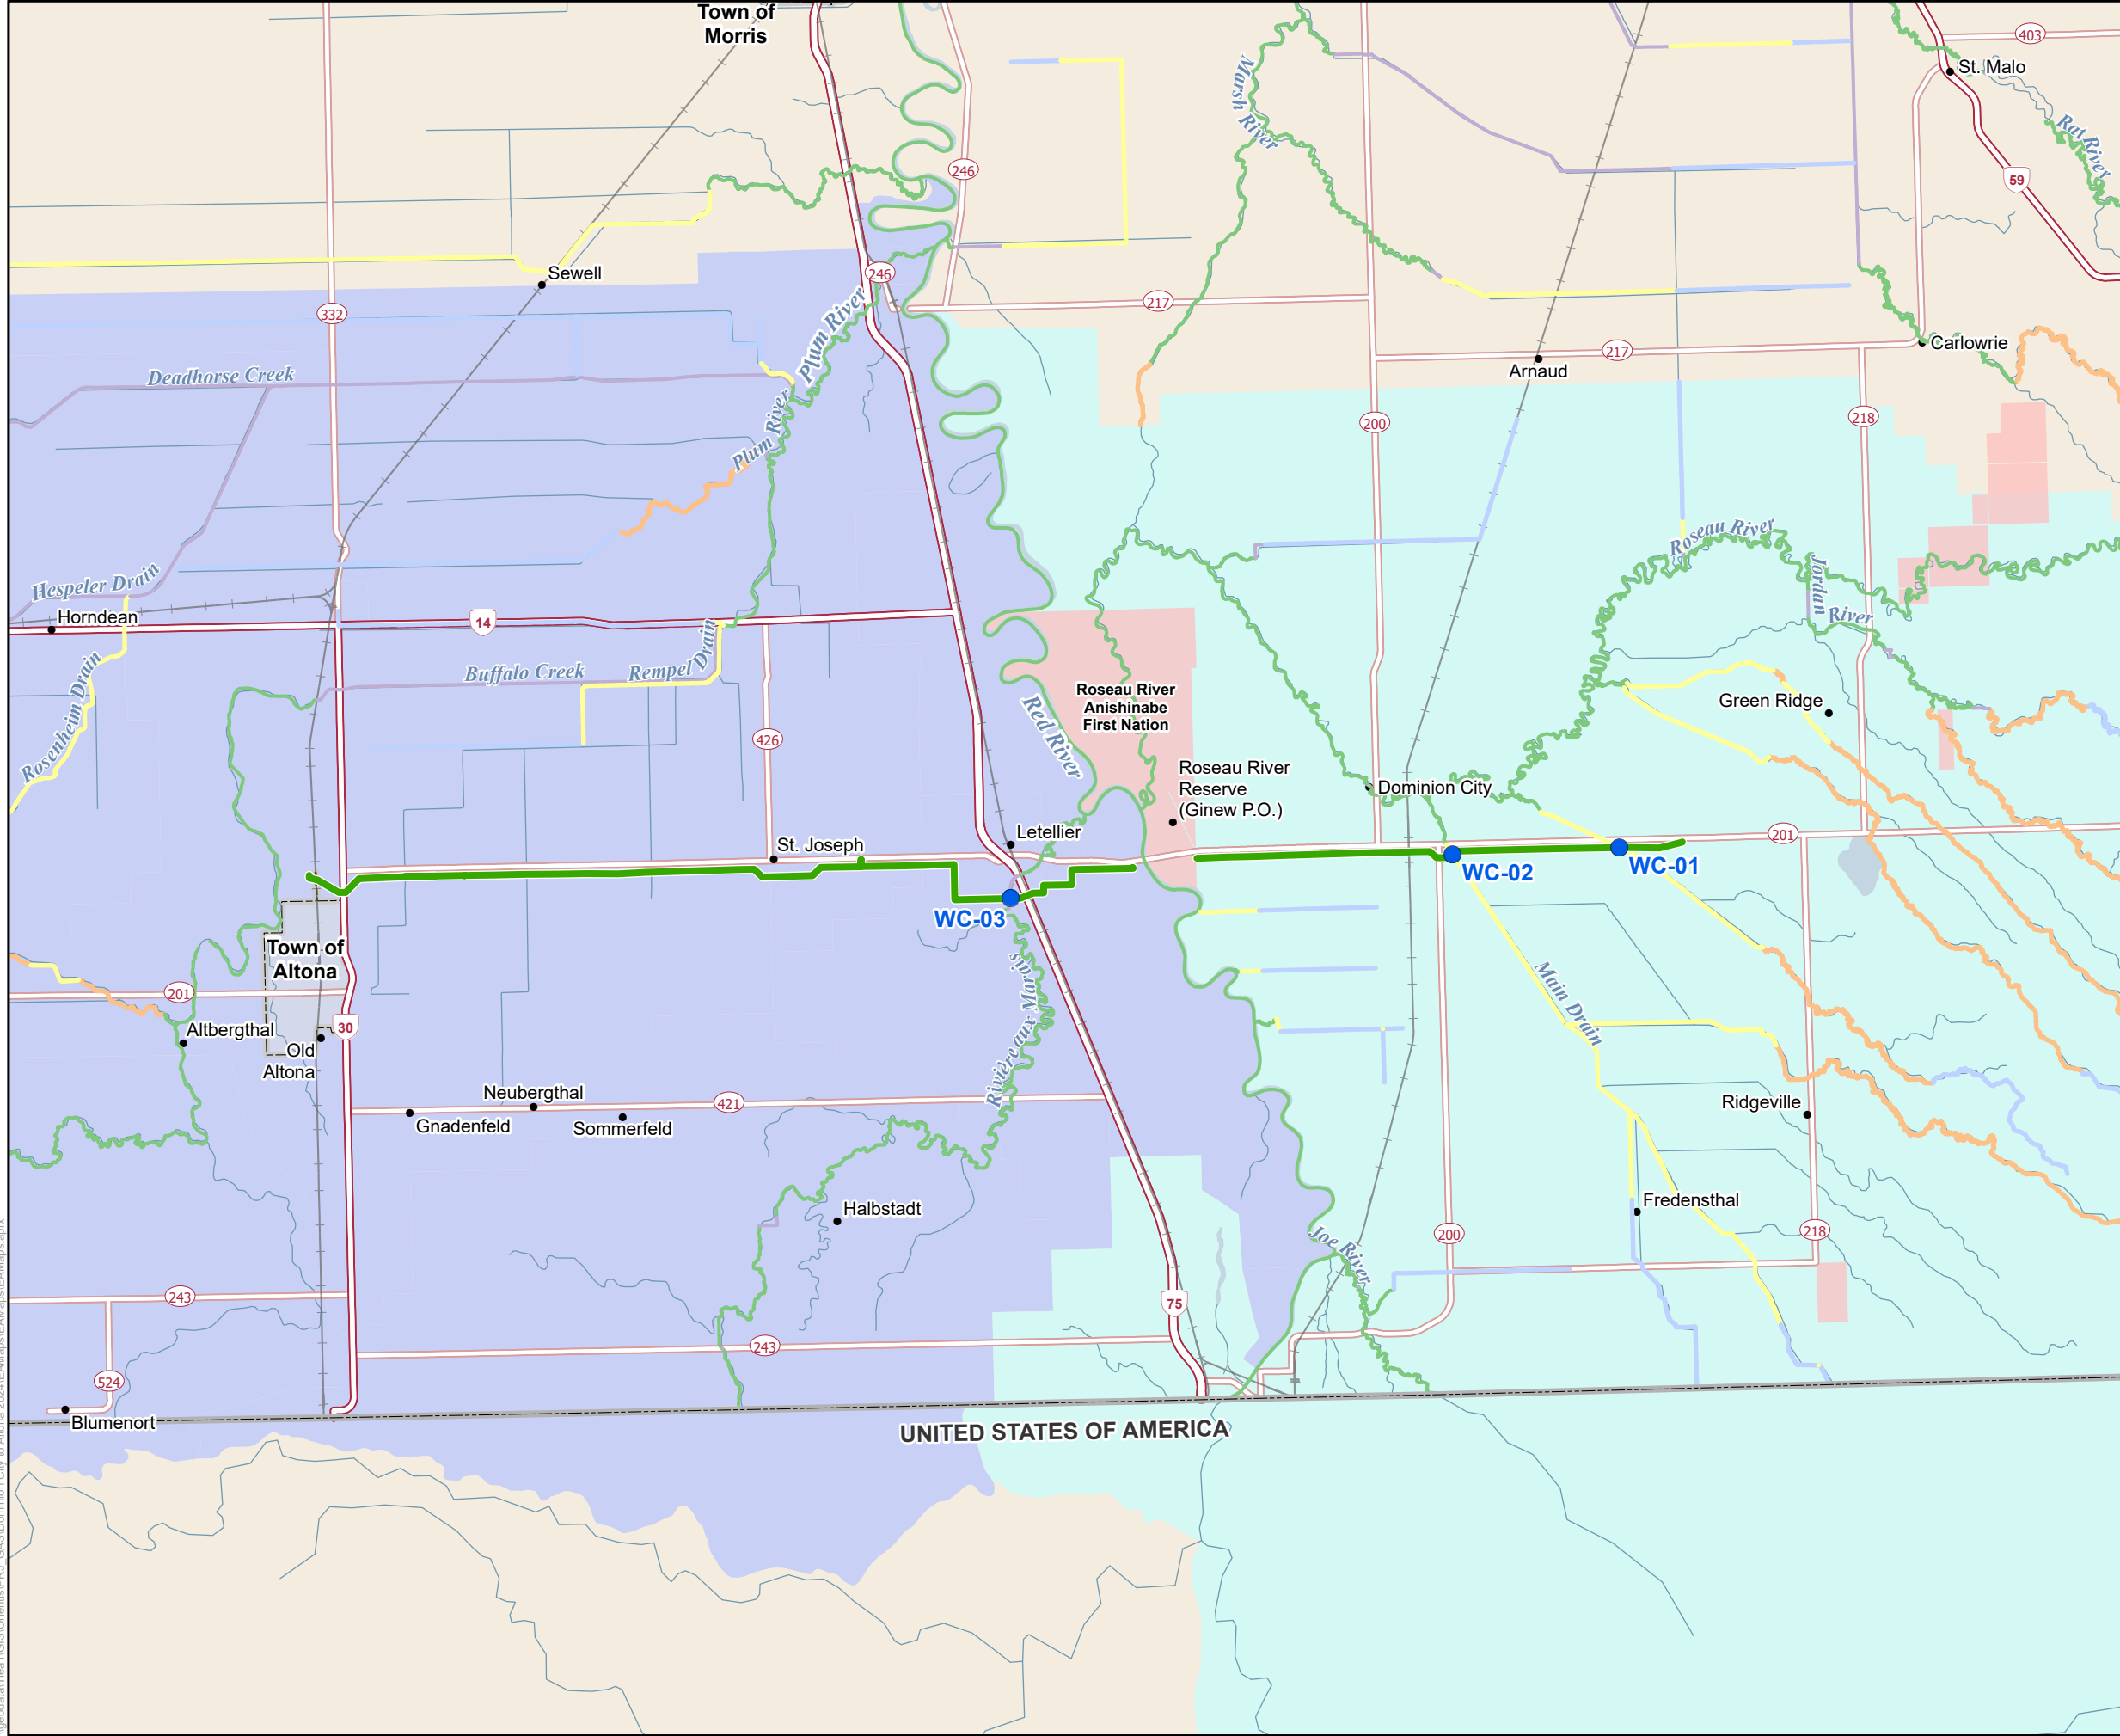 Town of
Morris
403
St. Malo
Marsh
River
Rat River
246
59
Sewell
246
332
217
Plum River
Carlowrie
217
Arnaud
Deadhorse Creek
218
200
Plum River
Roseau River
Jordan
River
Hespeler Drain
Horndean
14
Rempel Drain
Buffalo Creek
Rosenheim Drain
Roseau River
Anishinabe
First Nation
Green Ridge
Red River
426
Roseau River
Reserve
(Ginew P.O.)
Dominion City
Letellier
201
St. Joseph
WC-02
WC-01
WC-03
Town of
Altona
201
Rivière aux Marais
Main Drain
30
Altbergthal
Old
Altona
Neubergthal
421
Ridgeville
Gnadenfeld
Sommerfeld
Fredensthal
Halbstadt
200
218
Joe River
243
75
243
524
Blumenort
UNITED STATES OF AMERICA